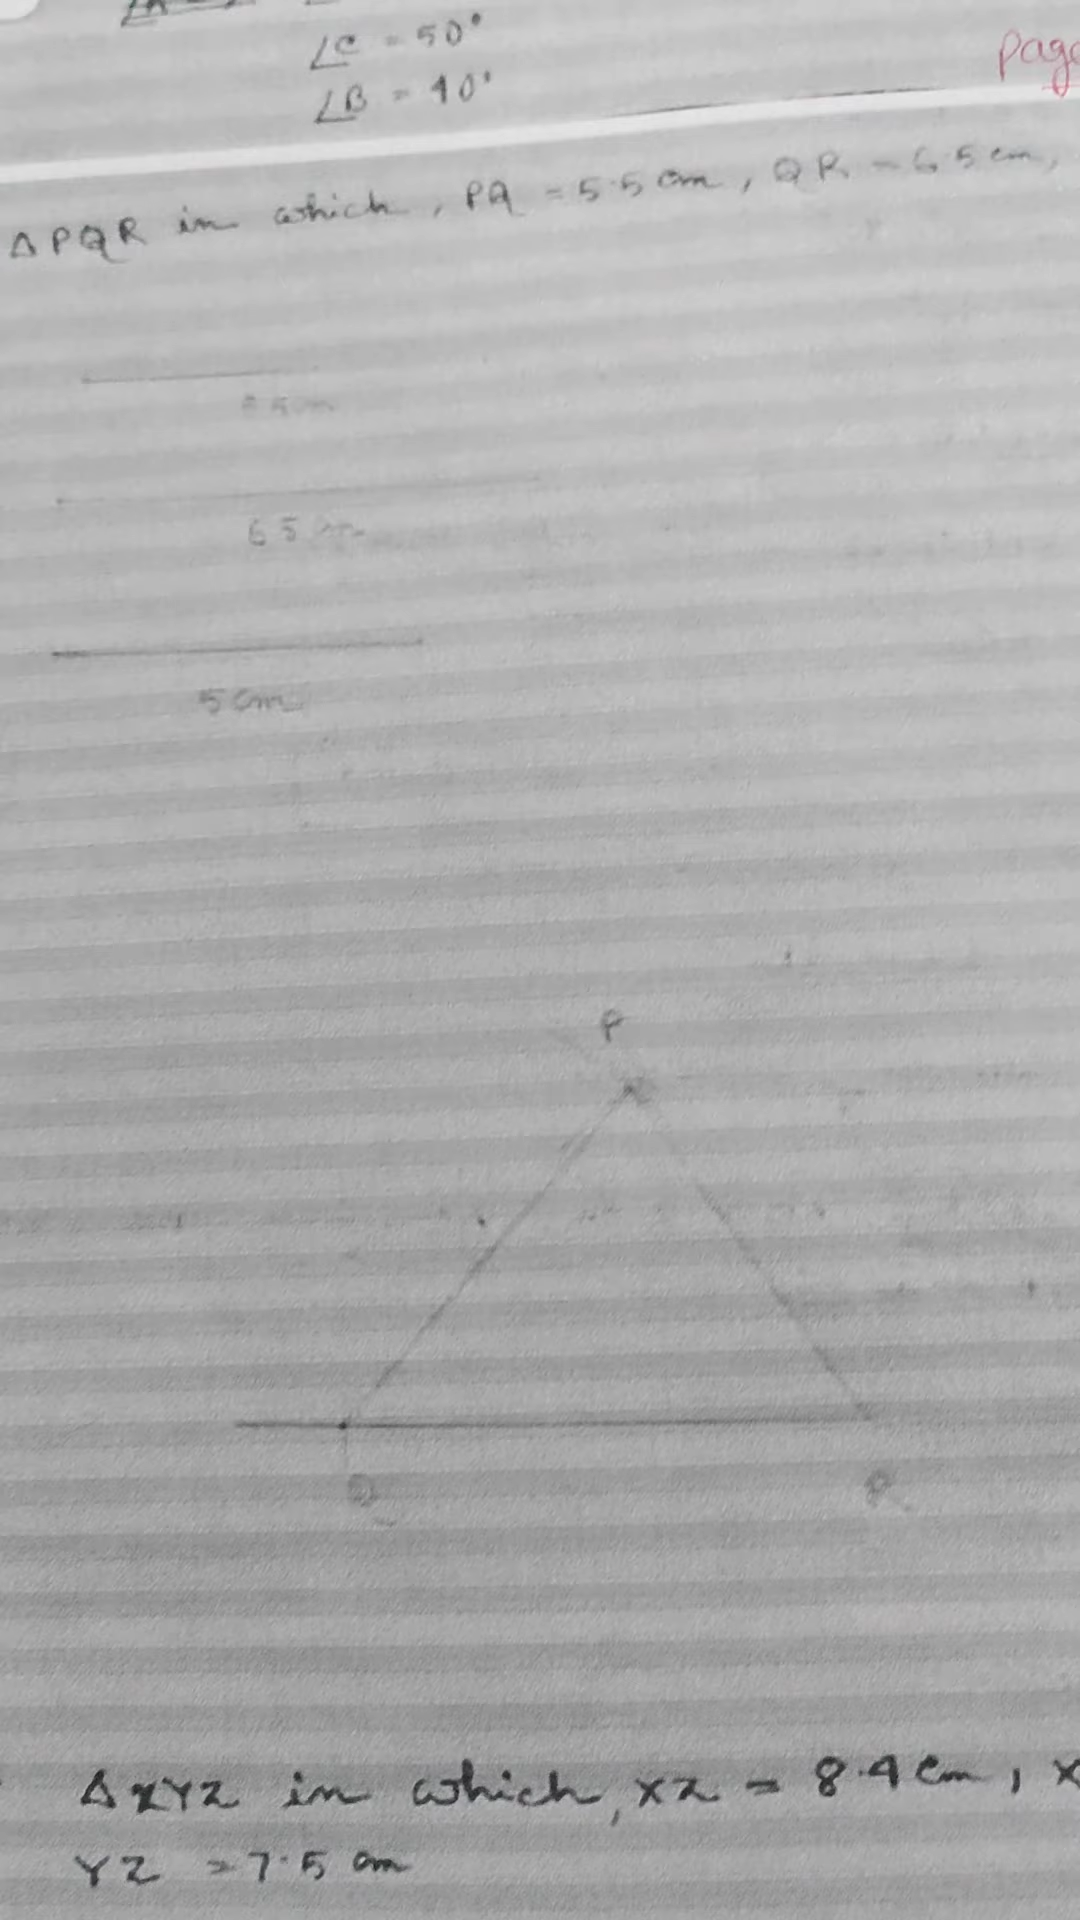 ∠C = 50°
∠B = 40°
page
Δ PQR in which, PQ = 5.5 cm, QR = 6.5 cm,
6.5 cm
5 cm
P
Q R
Δ XYZ in which, XZ = 8.4 cm, X
YZ = 7.5 cm